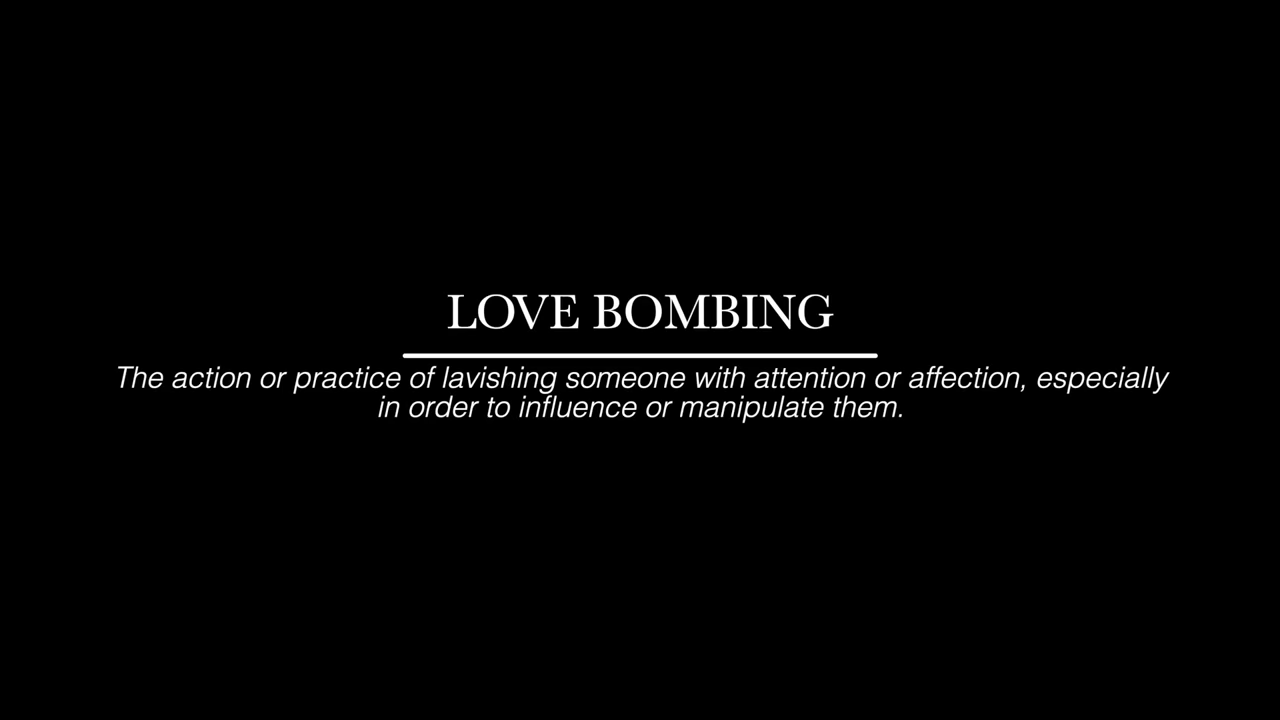 LOVE BOMBING
The action or practice of lavishing someone with attention or affection, especially
in order to influence or manipulate them.